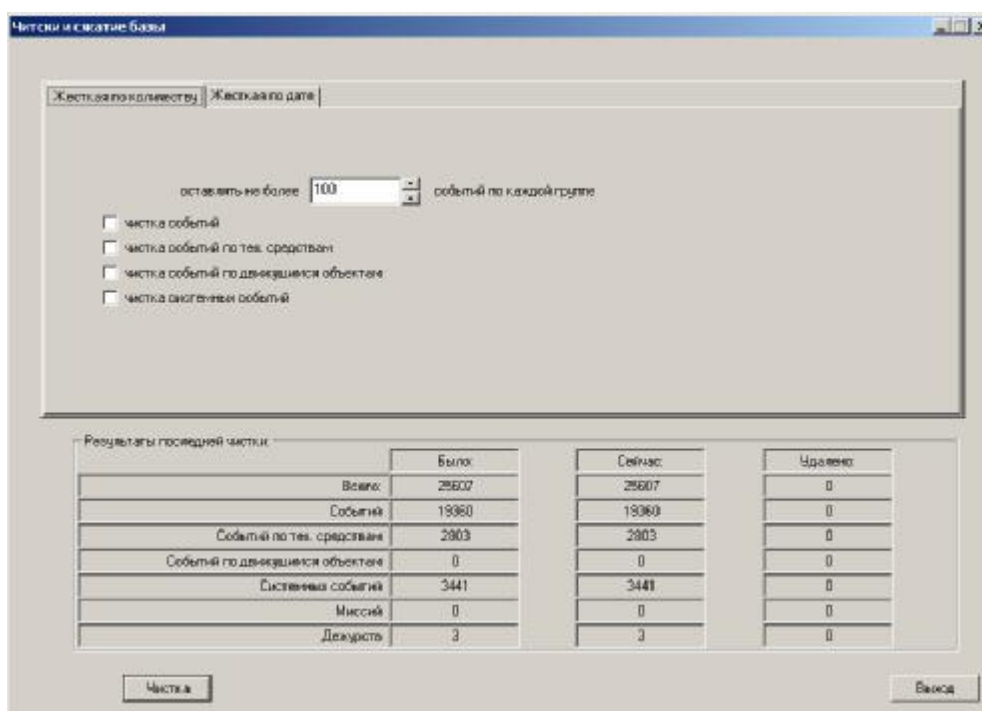 Читски и сжатие базы
Жесткая по количеству Жесткая по дате
оставлять не более 100 событий по каждой группе
чистка событий
чистка событий по тех. средствам
чистка событий по движущимся объектам
чистка системных событий
Результаты последней чистки:
Было: Сейчас: Удалено:
Всего: 25607 25607 0
Событий 19360 19360 0
Событий по тех. средствам 2803 2803 0
Событий по движущимся объектам 0 0 0
Системных событий 3441 3441 0
Миссий 0 0 0
Дежурств 3 3 0
Чистка Выход